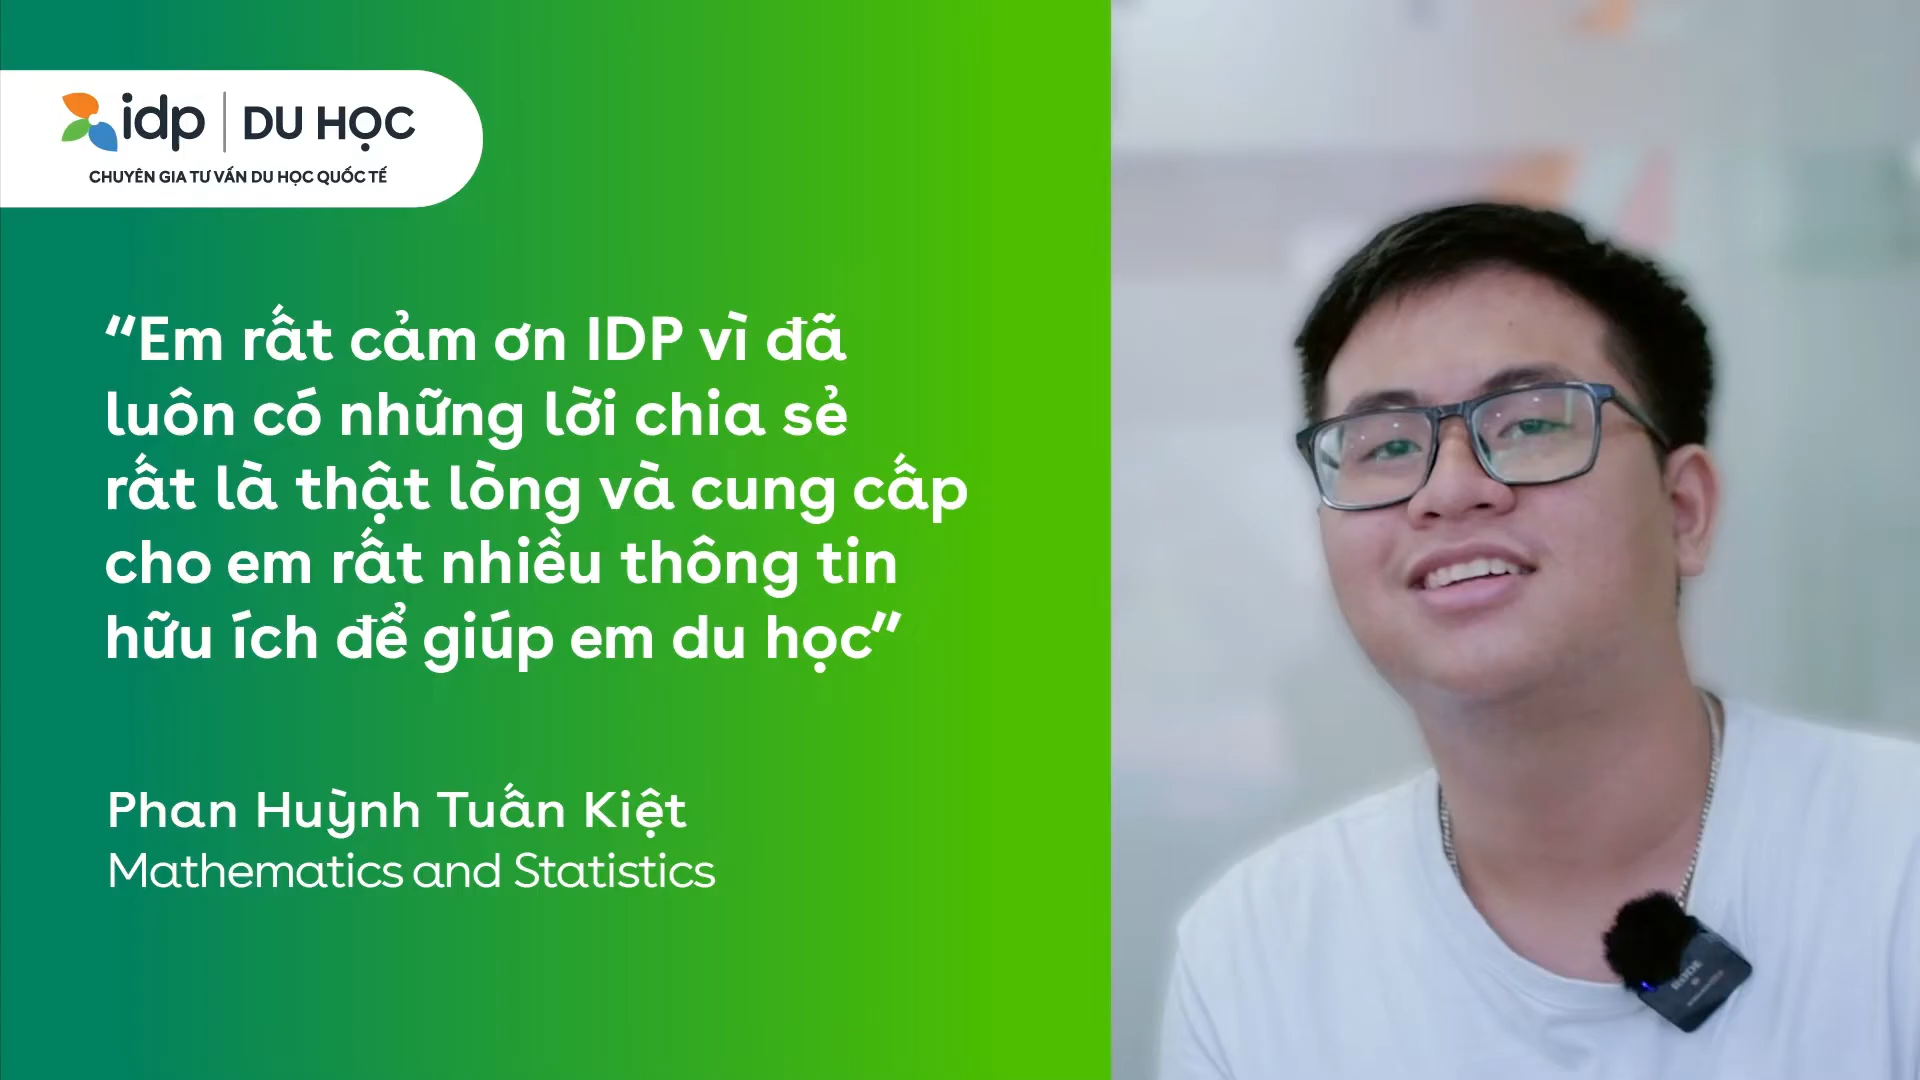 idp | DU HỌC
CHUYÊN GIA TƯ VẤN DU HỌC QUỐC TẾ
“Em rất cảm ơn IDP vì đã
luôn có những lời chia sẻ
rất là thật lòng và cung cấp
cho em rất nhiều thông tin
hữu ích để giúp em du học”
Phan Huỳnh Tuấn Kiệt
Mathematics and Statistics
RODE